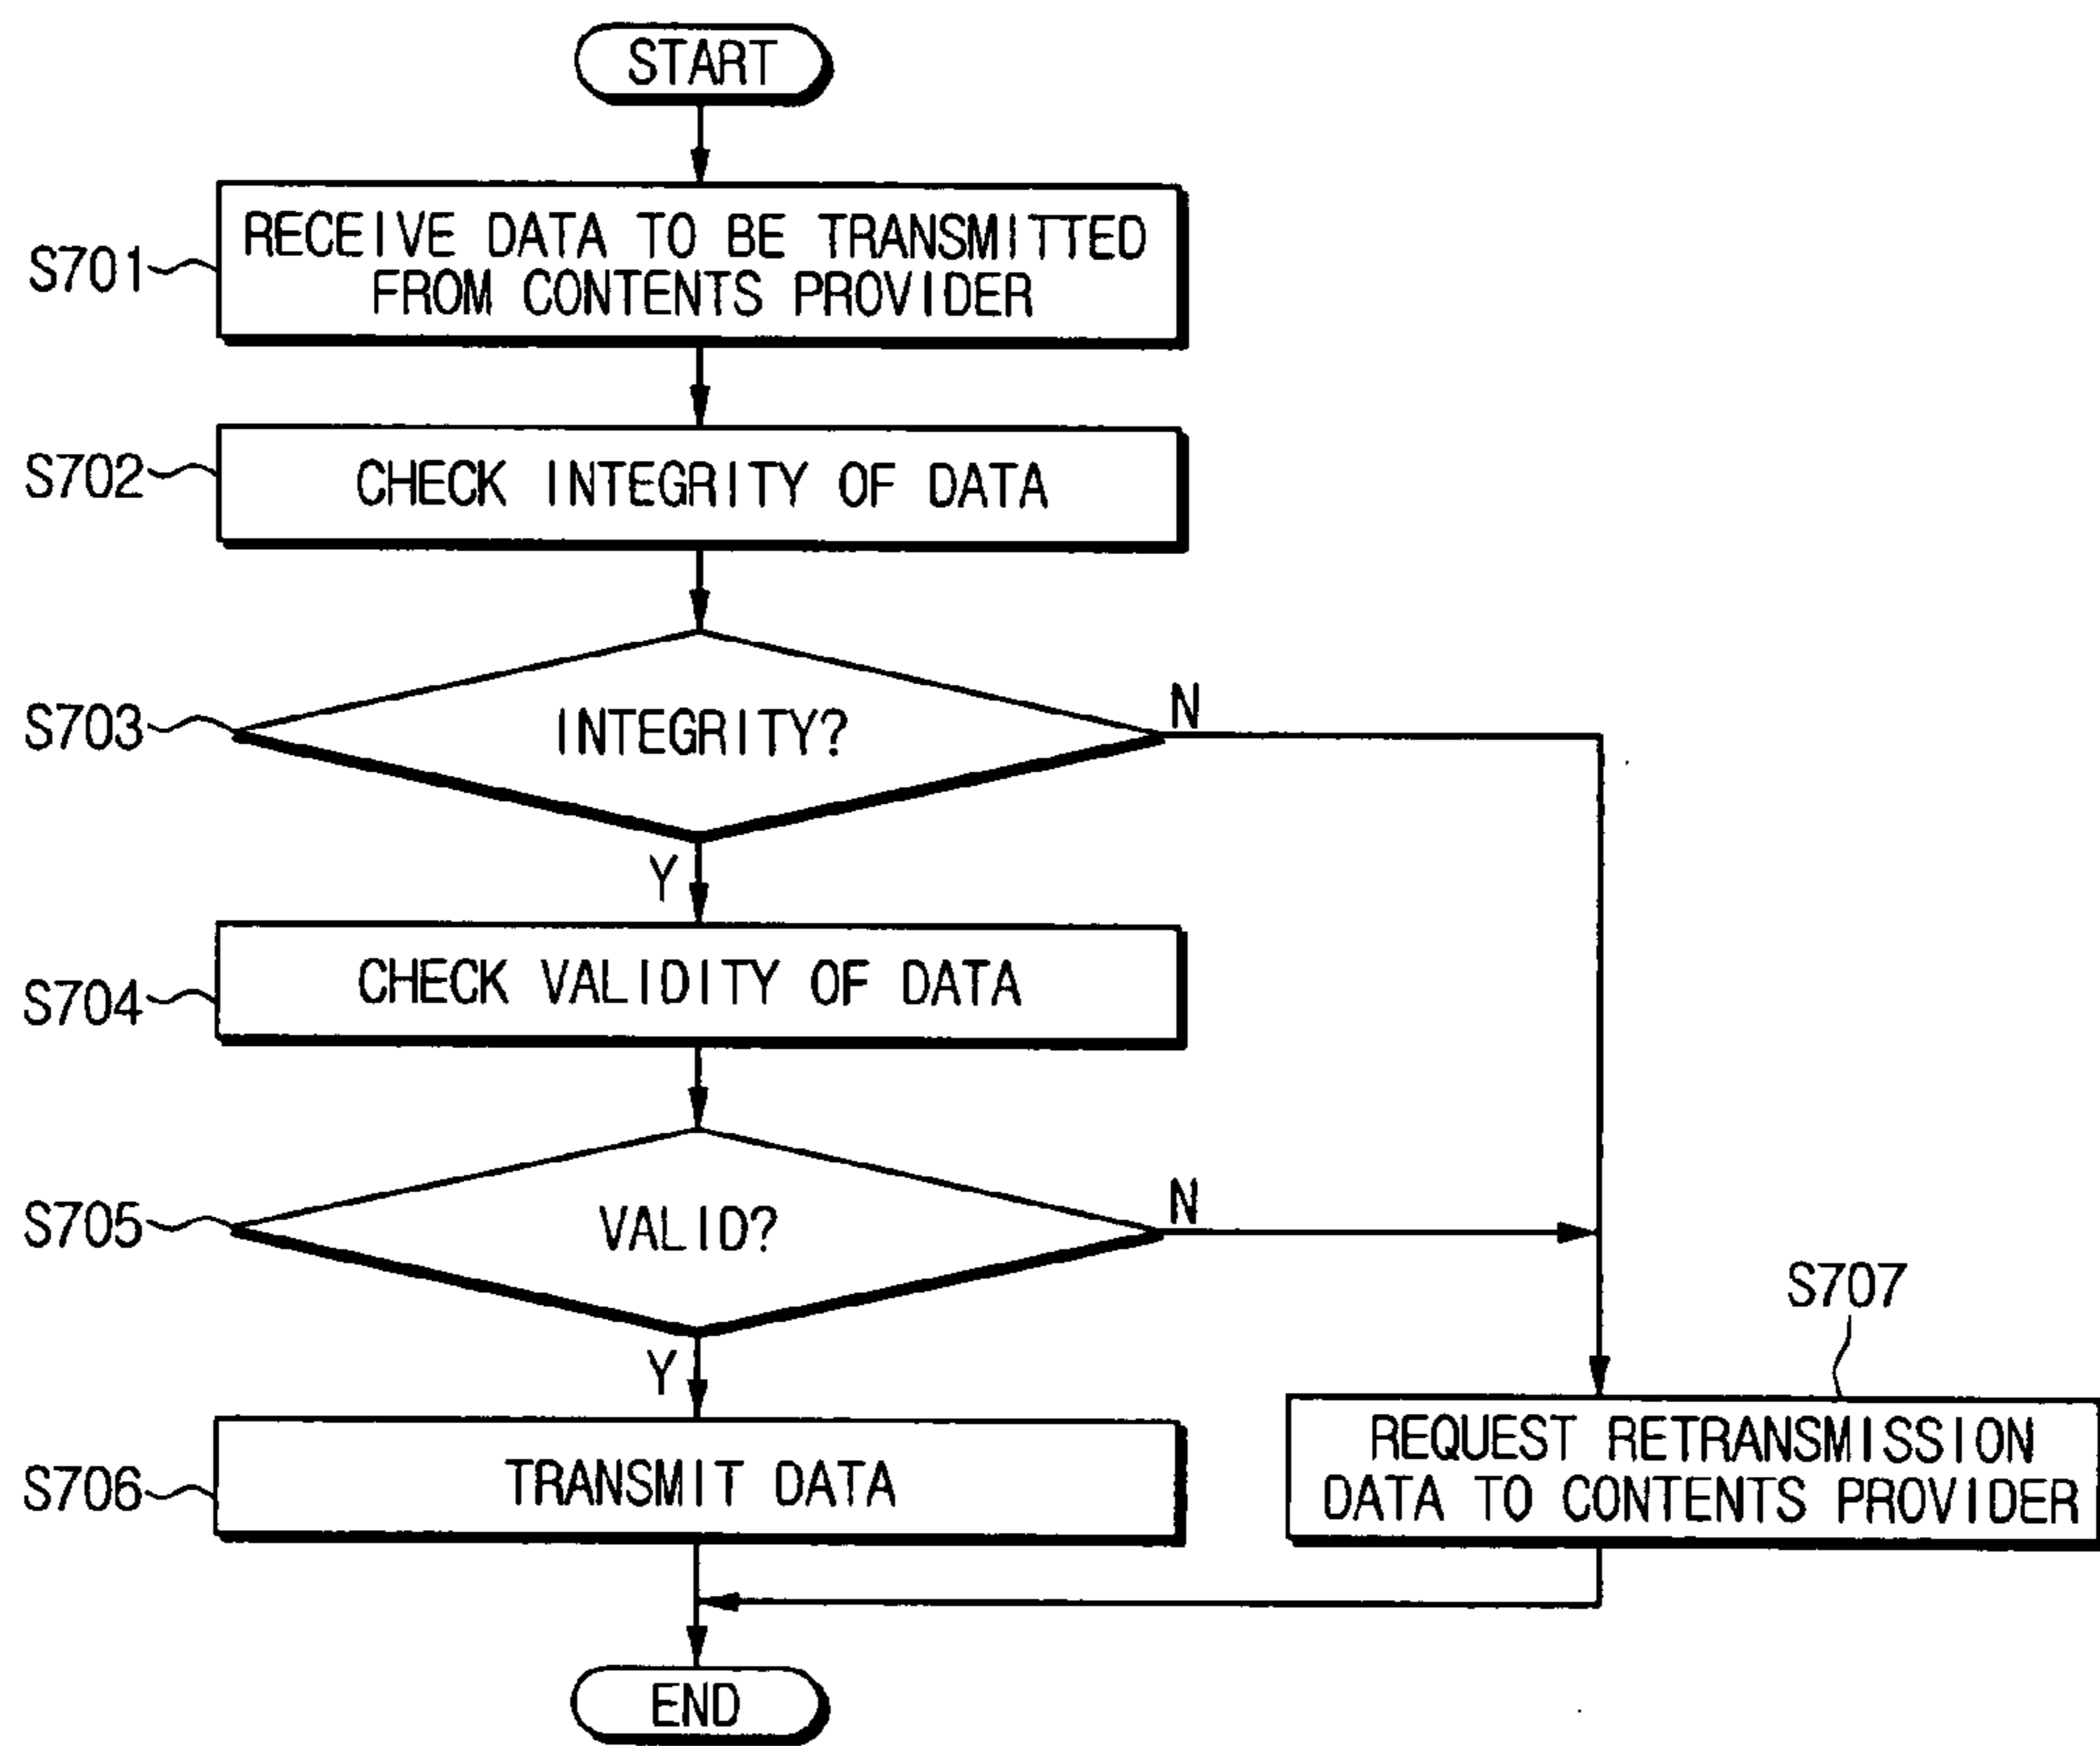 START
S701
RECEIVE DATA TO BE TRANSMITTED
FROM CONTENTS PROVIDER
S702
CHECK INTEGRITY OF DATA
S703
INTEGRITY?
N
Y
S704
CHECK VALIDITY OF DATA
S705
VALID?
N
Y
S706
TRANSMIT DATA
S707
REQUEST RETRANSMISSION
DATA TO CONTENTS PROVIDER
END